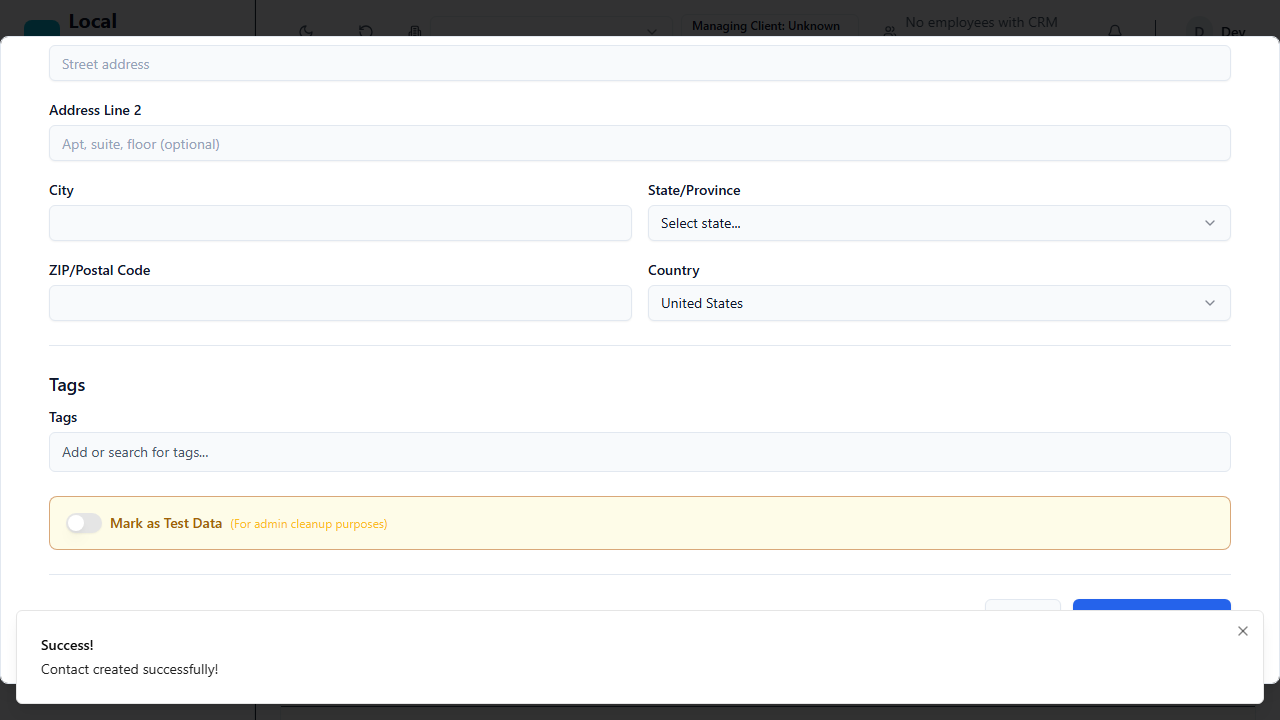 Local
Managing Client: Unknown
No employees with CRM
D
Dev
Street address
Address Line 2
Apt, suite, floor (optional)
City
State/Province
Select state...
ZIP/Postal Code
Country
United States
Tags
Tags
Add or search for tags...
Mark as Test Data (For admin cleanup purposes)
Success!
Contact created successfully!